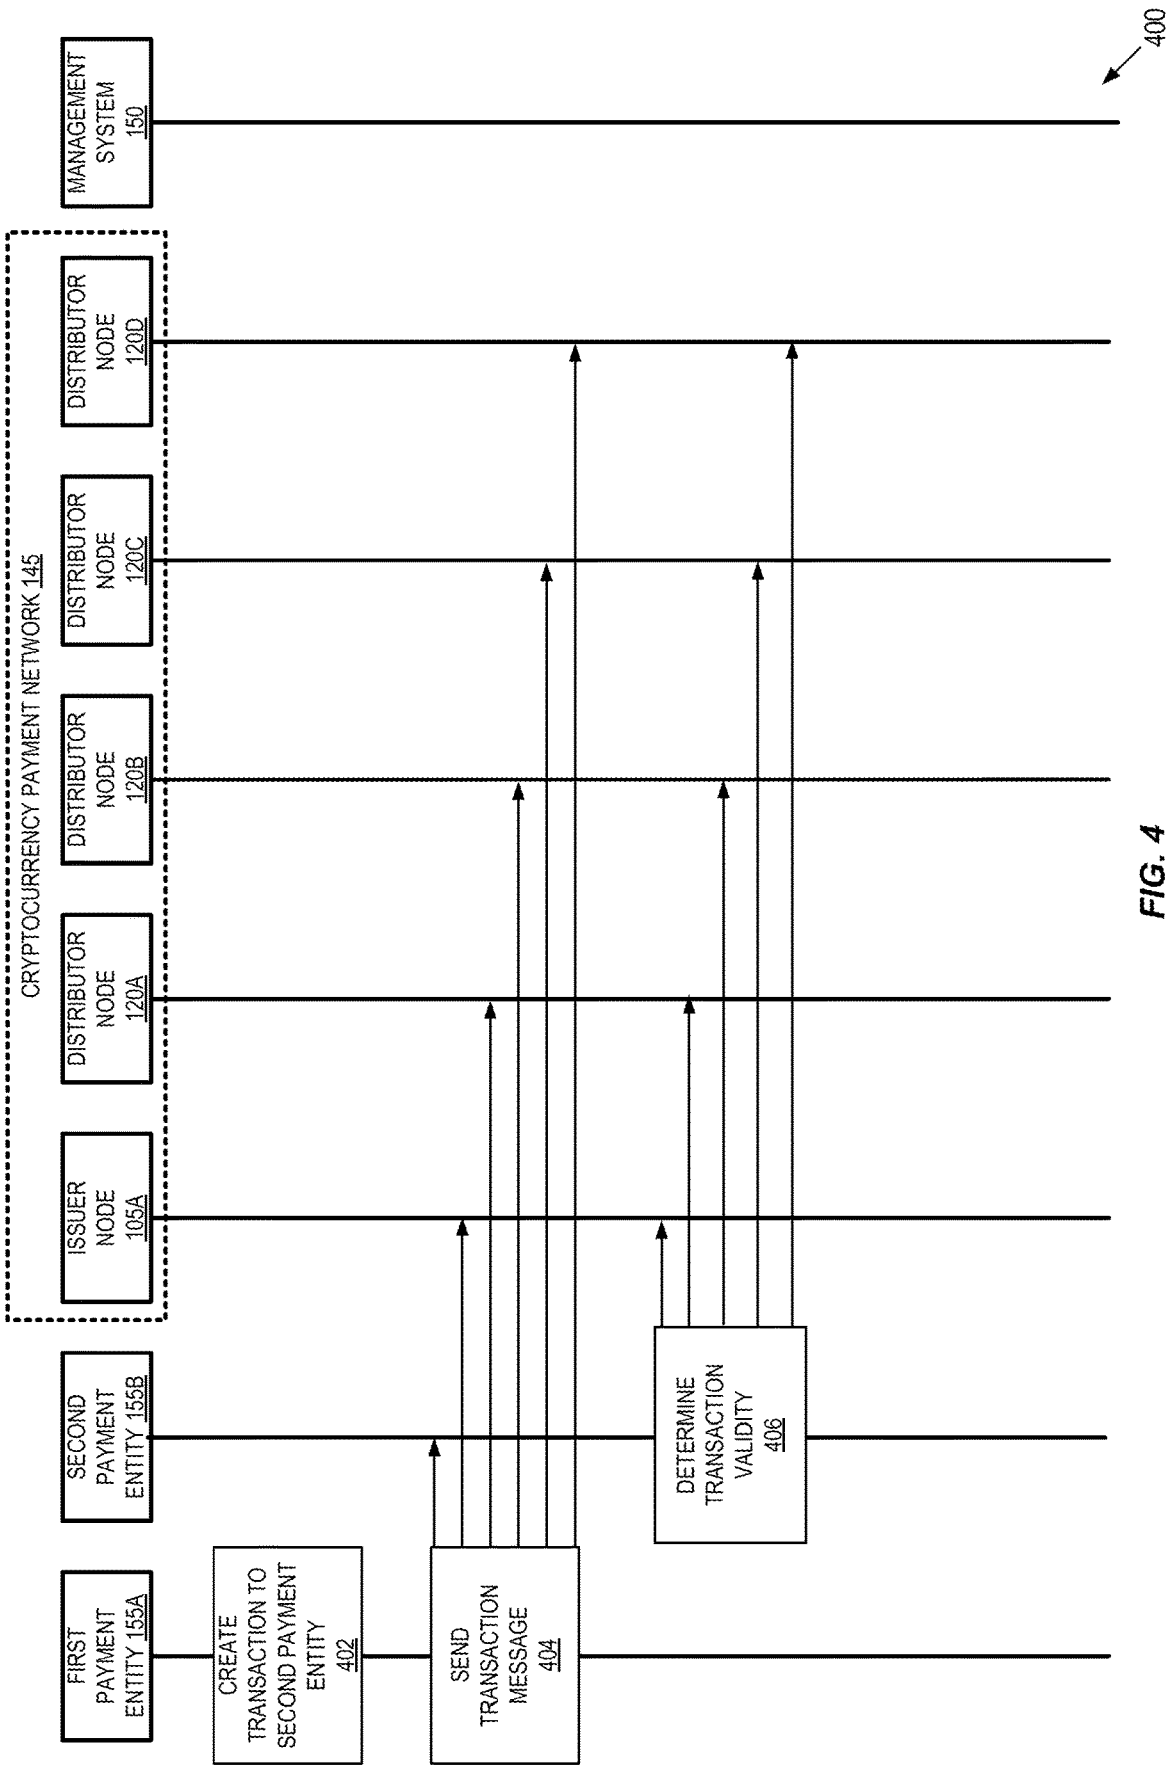 CRYPTOCURRENCY PAYMENT NETWORK 145
FIRST
PAYMENT
ENTITY 155A
SECOND
PAYMENT
ENTITY 155B
ISSUER
NODE
105A
DISTRIBUTOR
NODE
120A
DISTRIBUTOR
NODE
120B
DISTRIBUTOR
NODE
120C
DISTRIBUTOR
NODE
120D
MANAGEMENT
SYSTEM
150
CREATE
TRANSACTION TO
SECOND PAYMENT
ENTITY
402
SEND
TRANSACTION
MESSAGE
404
DETERMINE
TRANSACTION
VALIDITY
406
400
FIG. 4